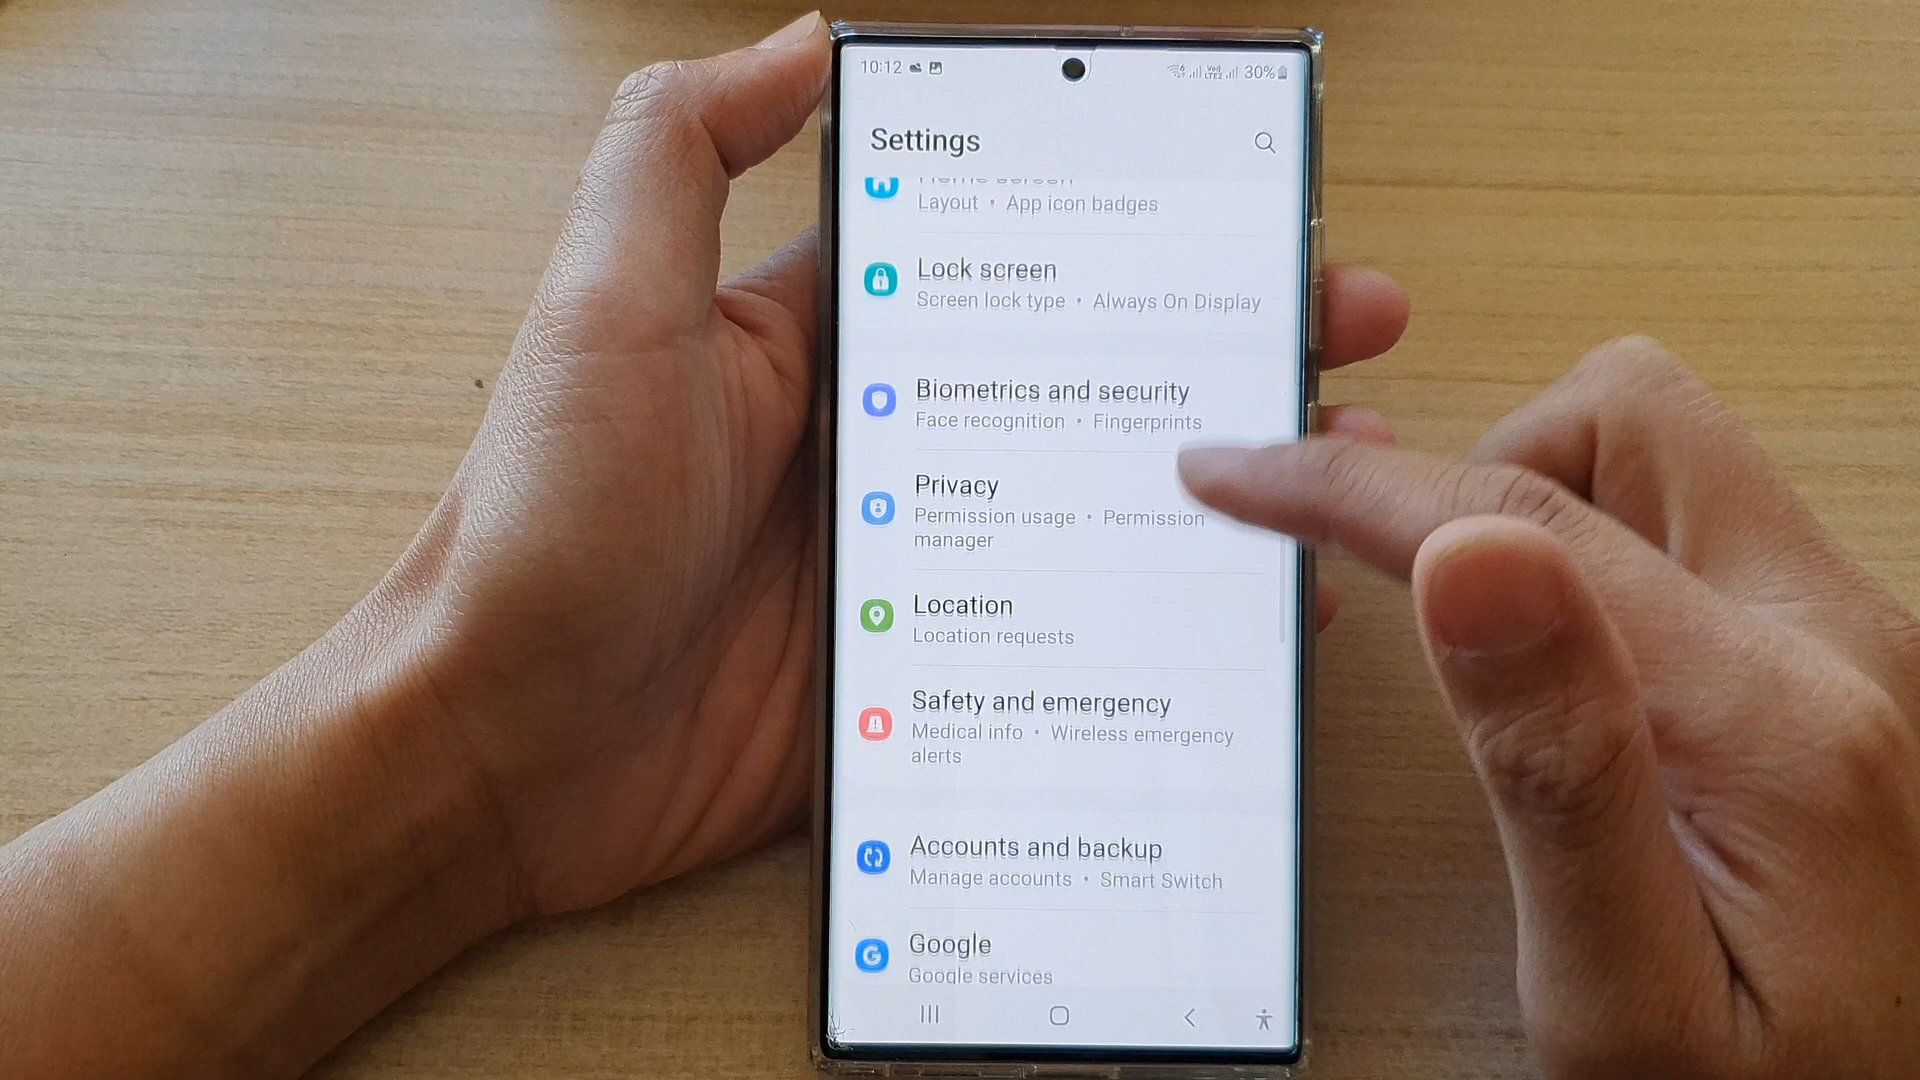 10:12 30%
Settings
Home screen
Layout • App icon badges
Lock screen
Screen lock type • Always On Display
Biometrics and security
Face recognition • Fingerprints
Privacy
Permission usage • Permission
manager
Location
Location requests
Safety and emergency
Medical info • Wireless emergency
alerts
Accounts and backup
Manage accounts • Smart Switch
G Google
Google services